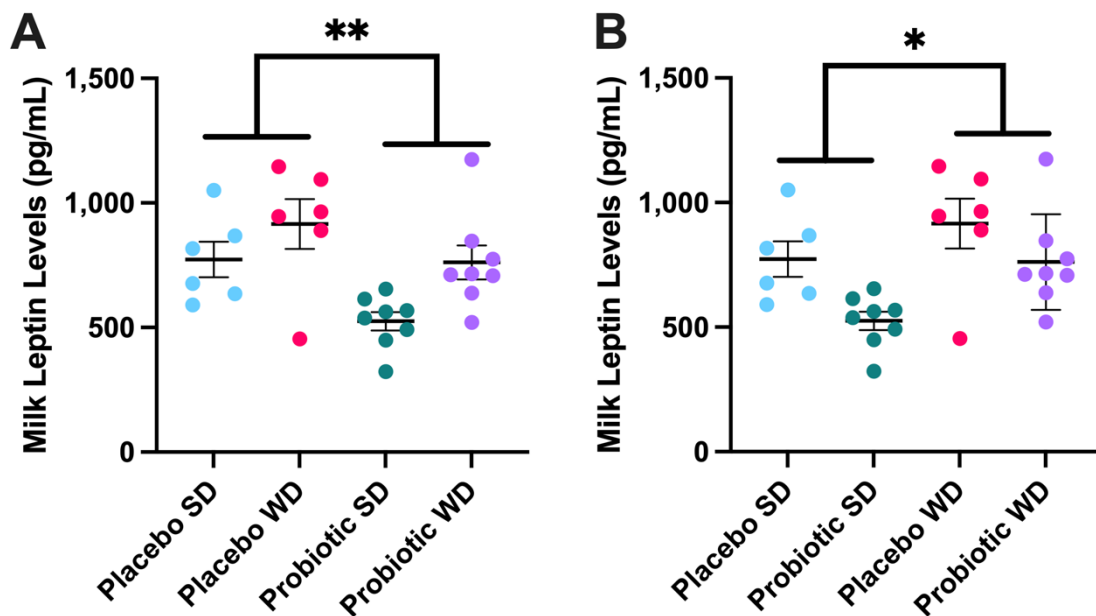 A
**
Milk Leptin Levels (pg/mL)
1,500
1,000
500
0
Placebo SD
Placebo WD
Probiotic SD
Probiotic WD
B
*
Milk Leptin Levels (pg/mL)
1,500
1,000
500
0
Placebo SD
Probiotic SD
Placebo WD
Probiotic WD